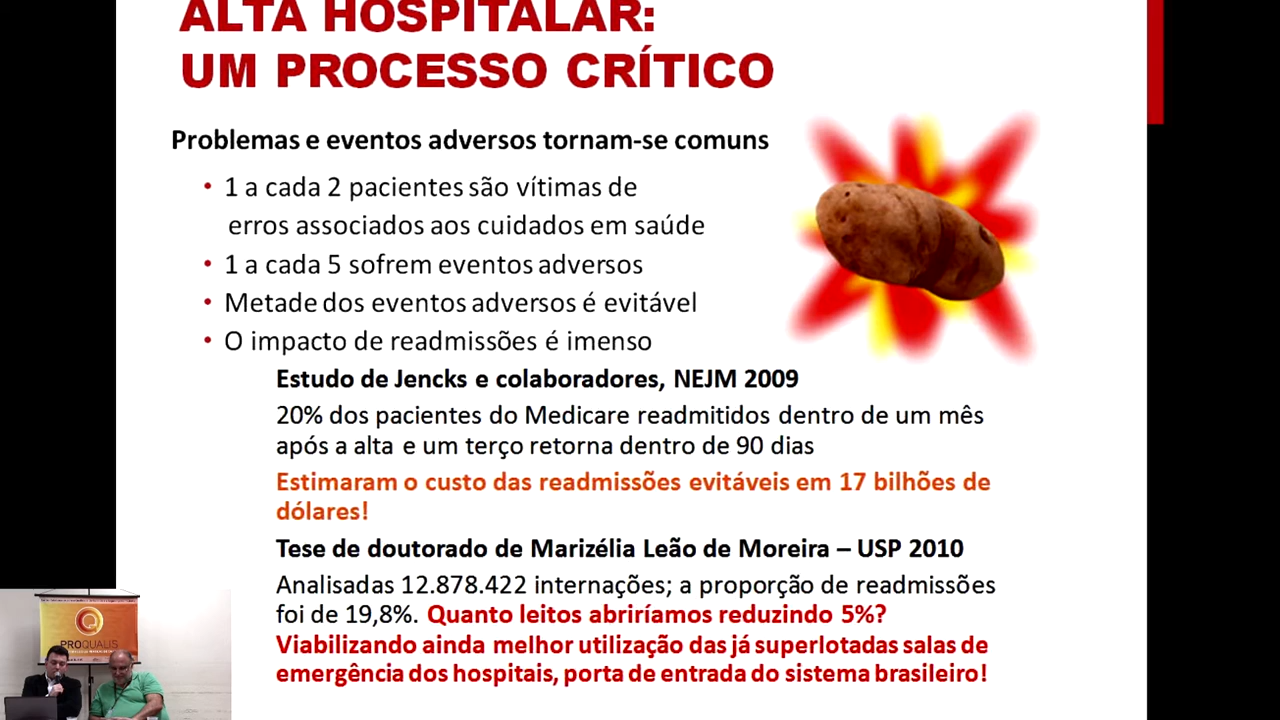 ALTA HOSPITALAR:
UM PROCESSO CRÍTICO
Problemas e eventos adversos tornam-se comuns
• 1 a cada 2 pacientes são vítimas de
erros associados aos cuidados em saúde
• 1 a cada 5 sofrem eventos adversos
• Metade dos eventos adversos é evitável
• O impacto de readmissões é imenso
Estudo de Jencks e colaboradores, NEJM 2009
20% dos pacientes do Medicare readmitidos dentro de um mês
após a alta e um terço retorna dentro de 90 dias
Estimaram o custo das readmissões evitáveis em 17 bilhões de
dólares!
Tese de doutorado de Marizélia Leão de Moreira – USP 2010
Analisadas 12.878.422 internações; a proporção de readmissões
foi de 19,8%. Quanto leitos abriríamos reduzindo 5%?
Viabilizando ainda melhor utilização das já superlotadas salas de
emergência dos hospitais, porta de entrada do sistema brasileiro!
PROQUALIS